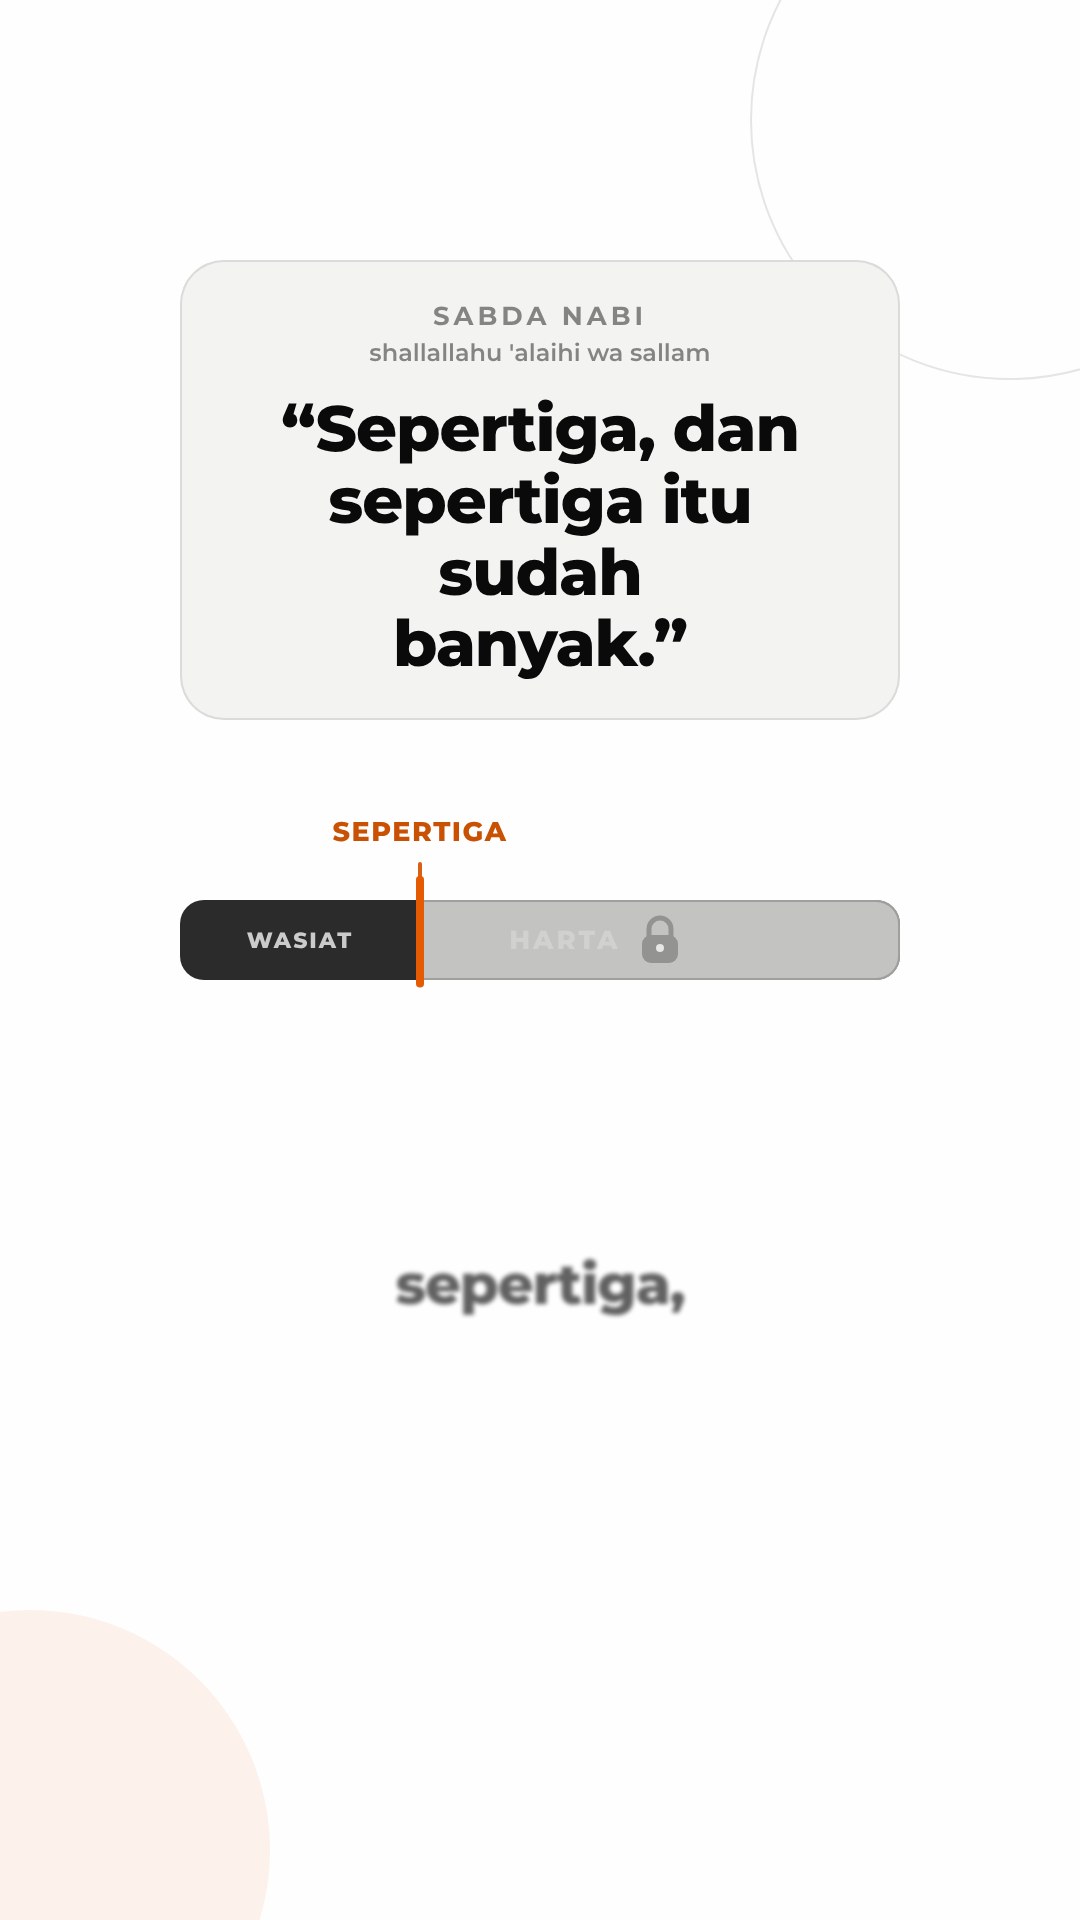 SABDA NABI
shallallahu 'alaihi wa sallam
“Sepertiga, dan
sepertiga itu
sudah
banyak.”
SEPERTIGA
WASIAT
HARTA
sepertiga,